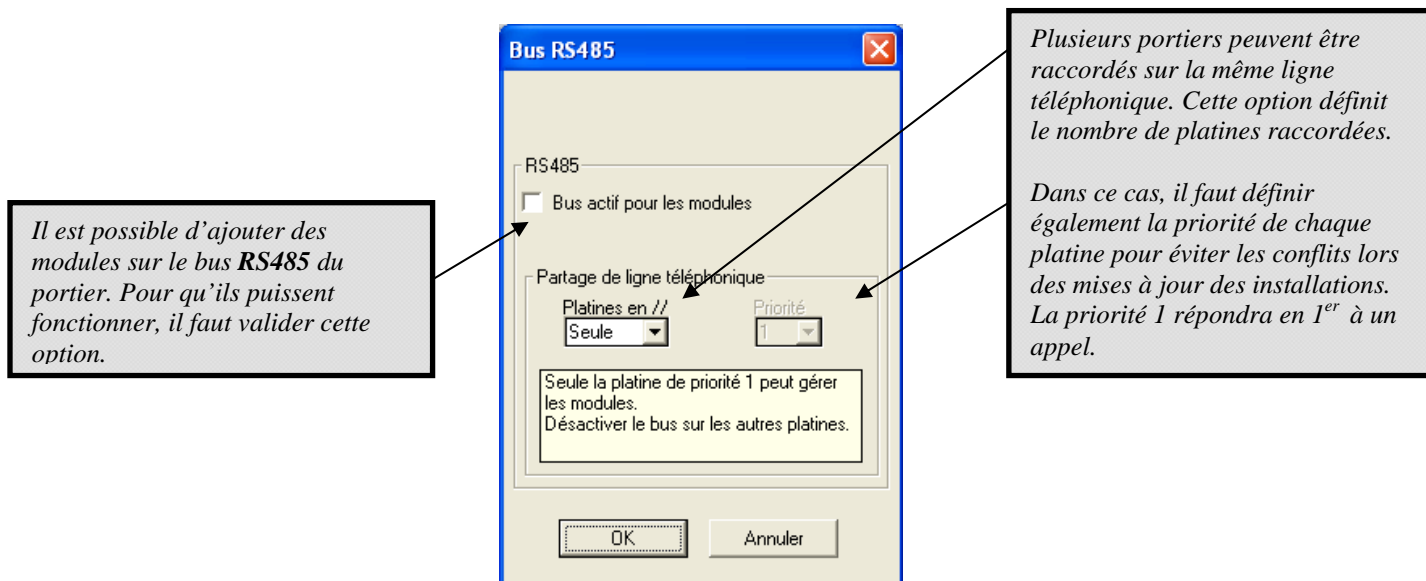 Bus RS485
RS485
Bus actif pour les modules
Partage de ligne téléphonique
Platines en //
Priorité
Seule
1
Seule la platine de priorité 1 peut gérer
les modules.
Désactiver le bus sur les autres platines.
OK
Annuler
Il est possible d’ajouter des
modules sur le bus RS485 du
portier. Pour qu’ils puissent
fonctionner, il faut valider cette
option.
Plusieurs portiers peuvent être
raccordés sur la même ligne
téléphonique. Cette option définit
le nombre de platines raccordées.
Dans ce cas, il faut définir
également la priorité de chaque
platine pour éviter les conflits lors
des mises à jour des installations.
La priorité 1 répondra en 1er à un
appel.